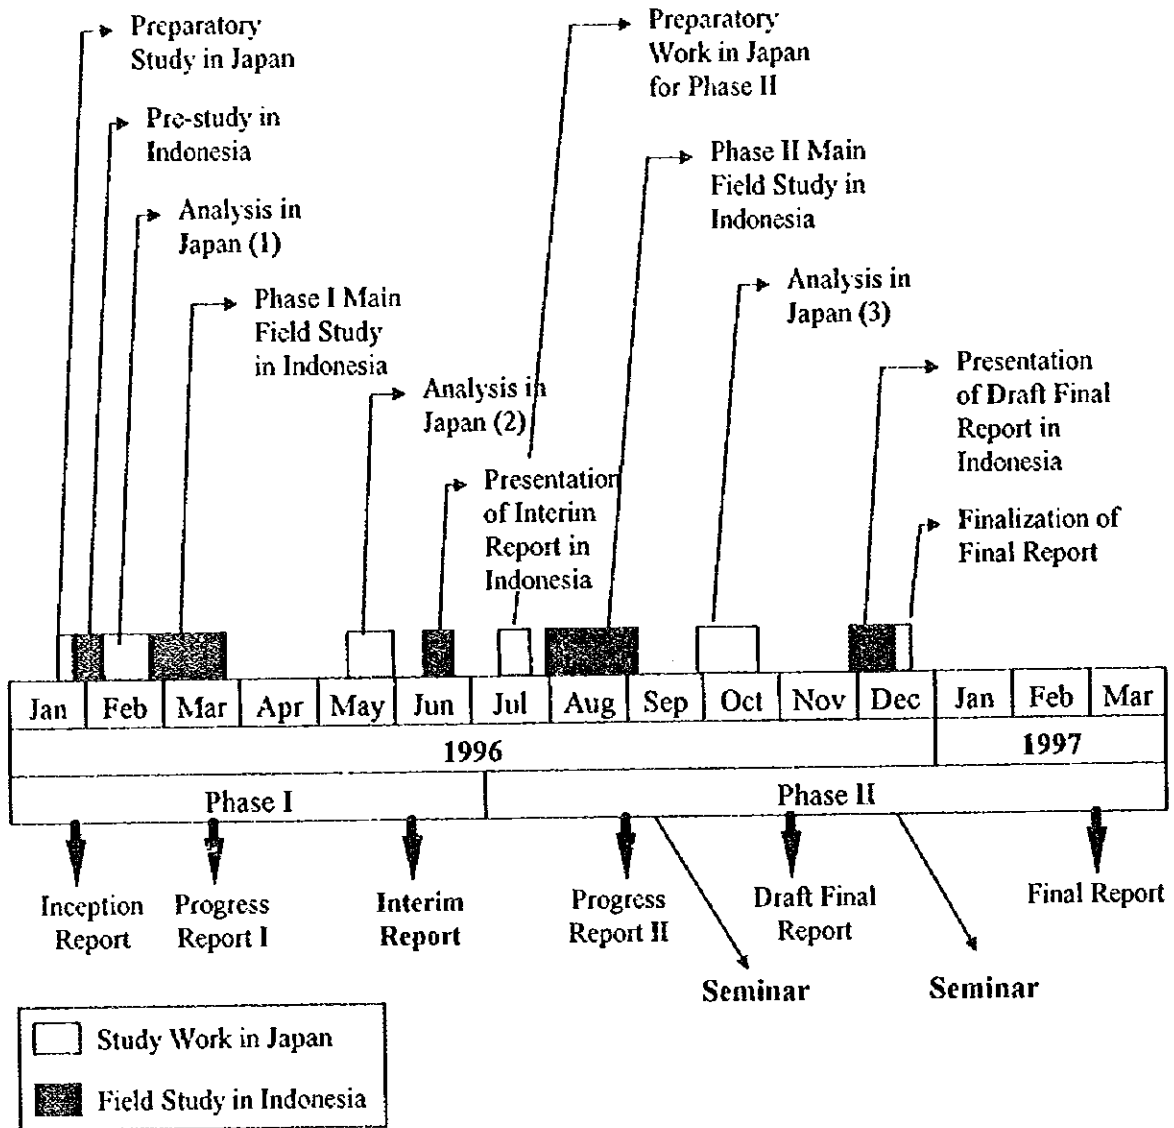 Preparatory
Study in Japan
Pre-study in
Indonesia
Analysis in
Japan (1)
Phase I Main
Field Study
in Indonesia
Analysis in
Japan (2)
Presentation
of Interim
Report in
Indonesia
Preparatory
Work in Japan
for Phase II
Phase II Main
Field Study in
Indonesia
Analysis in
Japan (3)
Presentation
of Draft Final
Report in
Indonesia
Finalization of
Final Report
Jan Feb Mar Apr May Jun Jul Aug Sep Oct Nov Dec Jan Feb Mar
1996 1997
Phase I Phase II
Inception
Report
Progress
Report I
Interim
Report
Progress
Report II
Seminar
Draft Final
Report
Seminar
Final Report
Study Work in Japan
Field Study in Indonesia